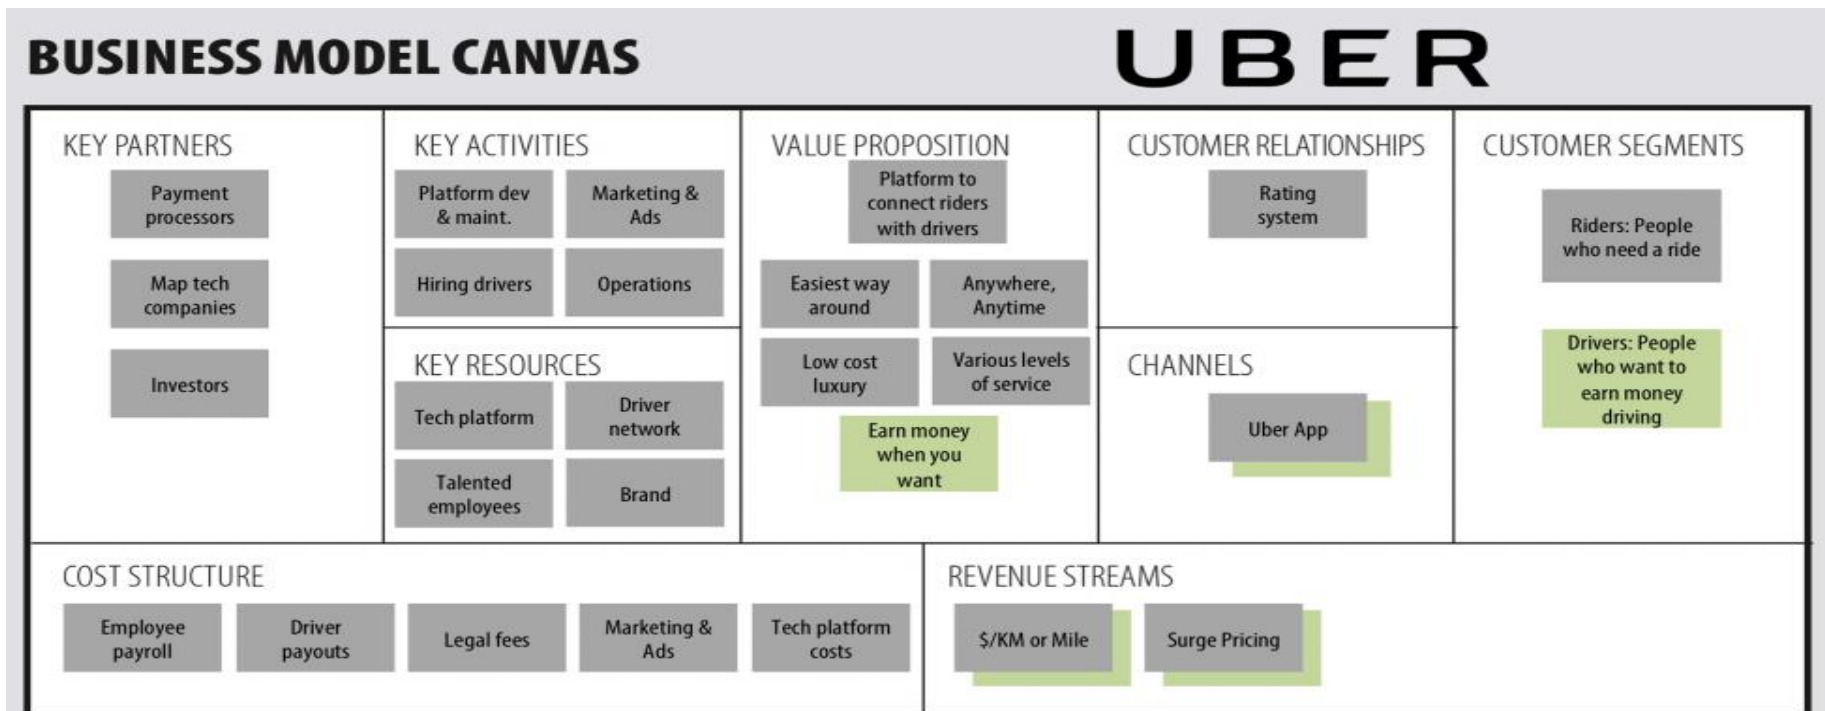 BUSINESS MODEL CANVAS
UBER
KEY PARTNERS
Payment
processors
Map tech
companies
Investors
KEY ACTIVITIES
Platform dev
& maint.
Marketing &
Ads
Hiring drivers
Operations
KEY RESOURCES
Tech platform
Driver
network
Talented
employees
Brand
VALUE PROPOSITION
Platform to
connect riders
with drivers
Easiest way
around
Anywhere,
Anytime
Low cost
luxury
Various levels
of service
Earn money
when you
want
CUSTOMER RELATIONSHIPS
Rating
system
CHANNELS
Uber App
CUSTOMER SEGMENTS
Riders: People
who need a ride
Drivers: People
who want to
earn money
driving
COST STRUCTURE
Employee
payroll
Driver
payouts
Legal fees
Marketing &
Ads
Tech platform
costs
REVENUE STREAMS
$/KM or Mile
Surge Pricing